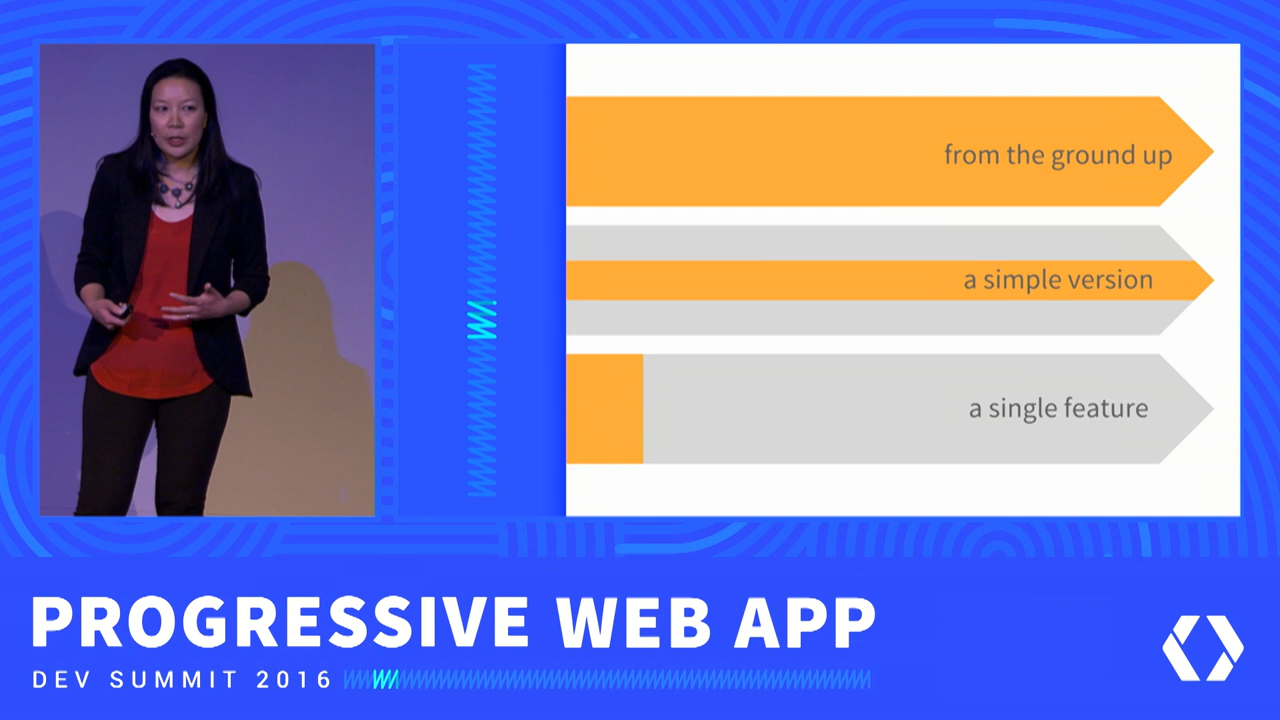 from the ground up
a simple version
a single feature
PROGRESSIVE WEB APP
DEV SUMMIT 2016